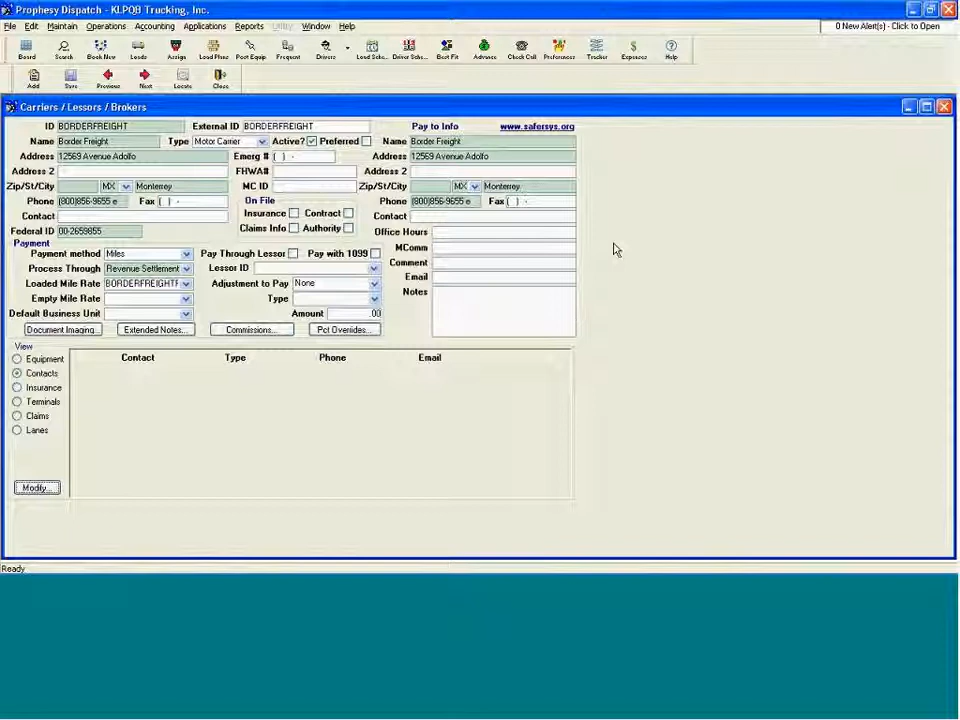 Prophesy Dispatch - KLPQB Trucking, Inc.
File Edit Maintain Operations Accounting Applications Reports Utility Window Help
0 New Alert(s) - Click to Open
Board Search Book New Loads Assign Load Plans Post Equip Frequent Drivers Load Sche... Driver Sche... Best Fit Advance Check Call Preferences Tracker Expenses Help
Add Save Previous Next Locate Close
Carriers / Lessors / Brokers
ID BORDERFREIGHT External ID BORDERFREIGHT Pay to Info www.safersys.org
Name Border Freight Type Motor Carrier Active? Preferred Name Border Freight
Address 12569 Avenue Adolfo Emerg # ( ) - Address 12569 Avenue Adolfo
Address 2 FHWA# Address 2
Zip/St/City MX Monterrey MC ID Zip/St/City MX Monterrey
Phone (800)856-9655 e Fax ( ) - On File Phone (800)856-9655 e Fax ( ) -
Contact Insurance Contract Contact
Federal ID 00-2659855 Claims Info Authority Office Hours
Payment
Payment method Miles Pay Through Lessor Pay with 1099 MComm
Process Through Revenue Settlement Lessor ID Comment
Loaded Mile Rate BORDERFREIGHTF Adjustment to Pay None Email
Empty Mile Rate Type Notes
Default Business Unit Amount .00
Document Imaging... Extended Notes... Commissions... Pct Overrides...
View
Contact Type Phone Email
Equipment
Contacts
Insurance
Terminals
Claims
Lanes
Modify...
Ready